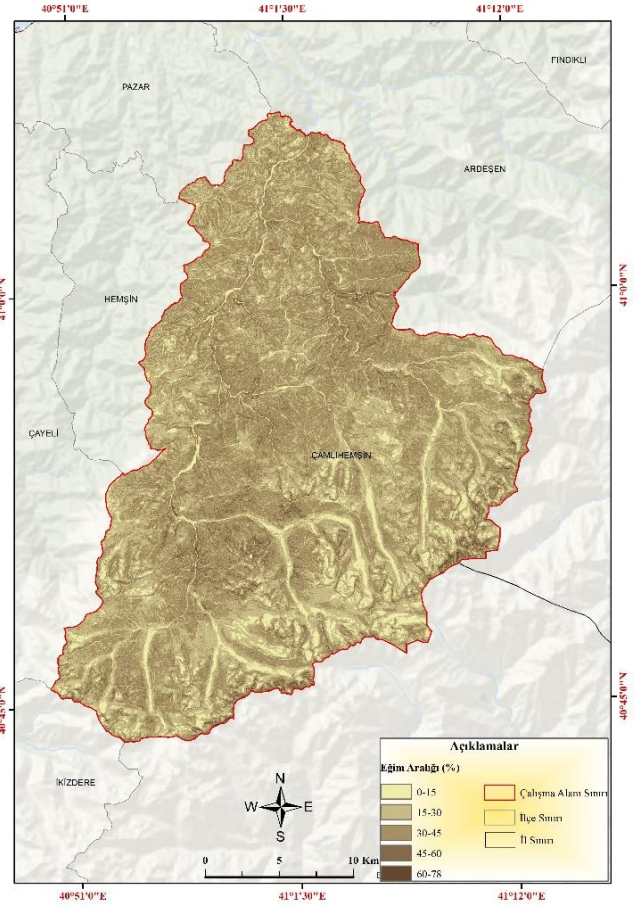 40°51'0"E 41°1'30"E 41°12'0"E
FINDIKLI
PAZAR
ARDEŞEN
41°0'0"N 41°0'0"N
HEMŞİN
ÇAYELİ
ÇAMLIHEMŞİN
40°45'0"N 40°45'0"N
İKİZDERE
Açıklamalar
Eğim Aralığı (%)
0-15
15-30
30-45
45-60
60-78
Çalışma Alanı Sınırı
İlçe Sınırı
İl Sınırı
N
W E
S
0 5 10 Km
40°51'0"E 41°1'30"E 41°12'0"E